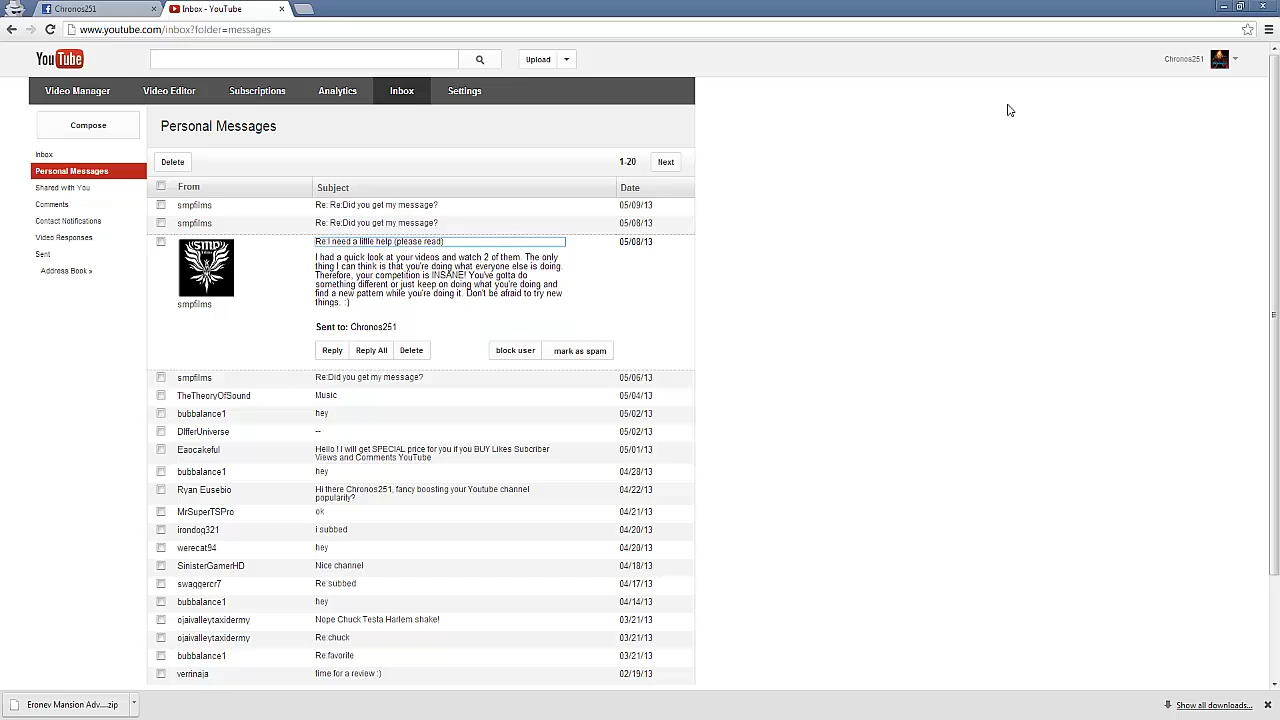 Chronos251
Inbox - YouTube
www.youtube.com/inbox?folder=messages
YouTube
Upload
Chronos251
Video Manager
Video Editor
Subscriptions
Analytics
Inbox
Settings
Compose
Personal Messages
Inbox
Personal Messages
Shared with You
Comments
Contact Notifications
Video Responses
Sent
Address Book »
Delete
1-20
Next
From
Subject
Date
smpfilms Re: Re:Did you get my message? 05/09/13
smpfilms Re: Re:Did you get my message? 05/08/13
Re:I need a little help (please read) 05/08/13
SMP
I had a quick look at your videos and watch 2 of them. The only
thing I can think is that you're doing what everyone else is doing.
Therefore, your competition is INSANE! You've gotta do
something different or just keep on doing what you're doing and
find a new pattern while you're doing it. Don't be afraid to try new
things. :)
smpfilms
Sent to: Chronos251
Reply
Reply All
Delete
block user
mark as spam
smpfilms Re:Did you get my message? 05/06/13
TheTheoryOfSound Music 05/04/13
bubbalance1 hey 05/02/13
DIfferUniverse -- 05/02/13
Eaocakeful Hello ! I will get SPECIAL price for you if you BUY Likes Subcriber 05/01/13
Views and Comments YouTube
bubbalance1 hey 04/28/13
Ryan Eusebio Hi there Chronos251, fancy boosting your Youtube channel 04/22/13
popularity?
MrSuperTSPro ok 04/21/13
irondog321 i subbed 04/20/13
werecat94 hey 04/20/13
SinisterGamerHD Nice channel 04/18/13
swaggercr7 Re:subbed 04/17/13
bubbalance1 hey 04/14/13
ojaivalleytaxidermy Nope Chuck Testa Harlem shake! 03/21/13
ojaivalleytaxidermy Re:chuck 03/21/13
bubbalance1 Re:favorite 03/21/13
verrinaja time for a review :) 02/19/13
Eronev Mansion Adv....zip
Show all downloads...